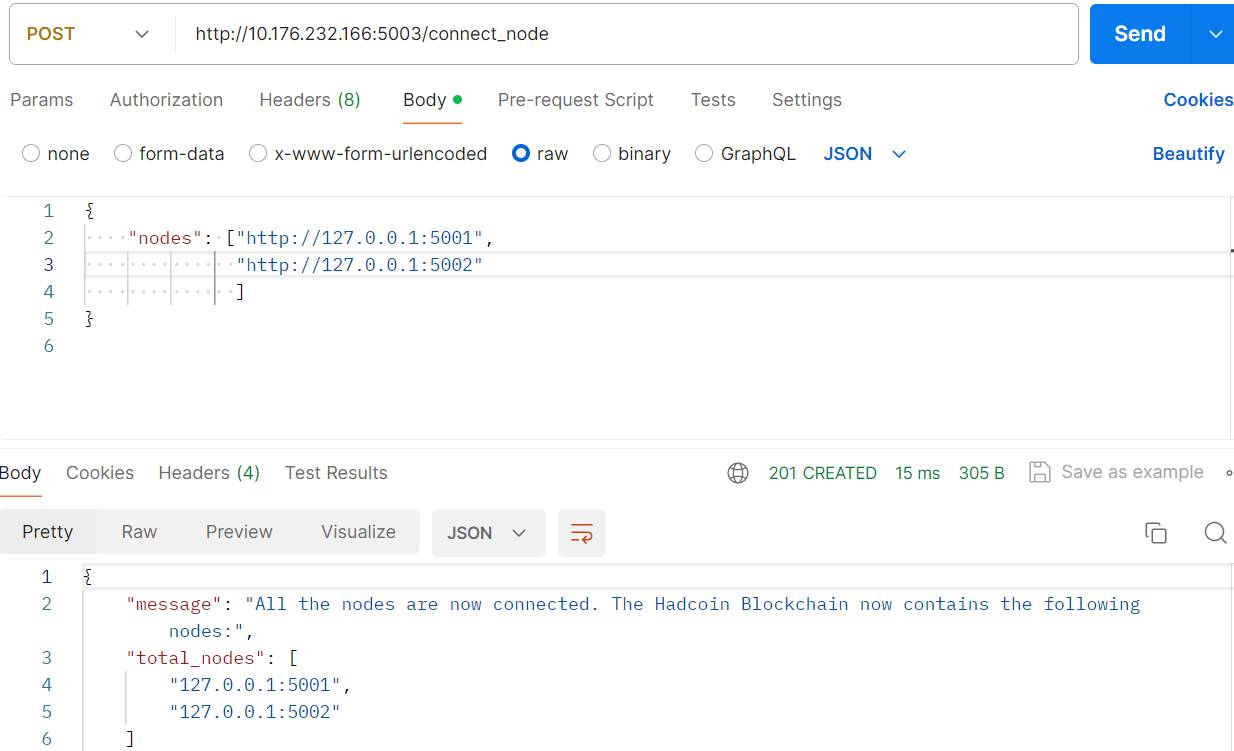 POST http://10.176.232.166:5003/connect_node Send
Params Authorization Headers (8) Body Pre-request Script Tests Settings Cookies
none form-data x-www-form-urlencoded raw binary GraphQL JSON Beautify
1 {
2 "nodes": ["http://127.0.0.1:5001",
3 "http://127.0.0.1:5002"
4 ]
5 }
6
Body Cookies Headers (4) Test Results 201 CREATED 15 ms 305 B Save as example
Pretty Raw Preview Visualize JSON
1 {
2 "message": "All the nodes are now connected. The Hadcoin Blockchain now contains the following
nodes:",
3 "total_nodes": [
4 "127.0.0.1:5001",
5 "127.0.0.1:5002"
6 ]